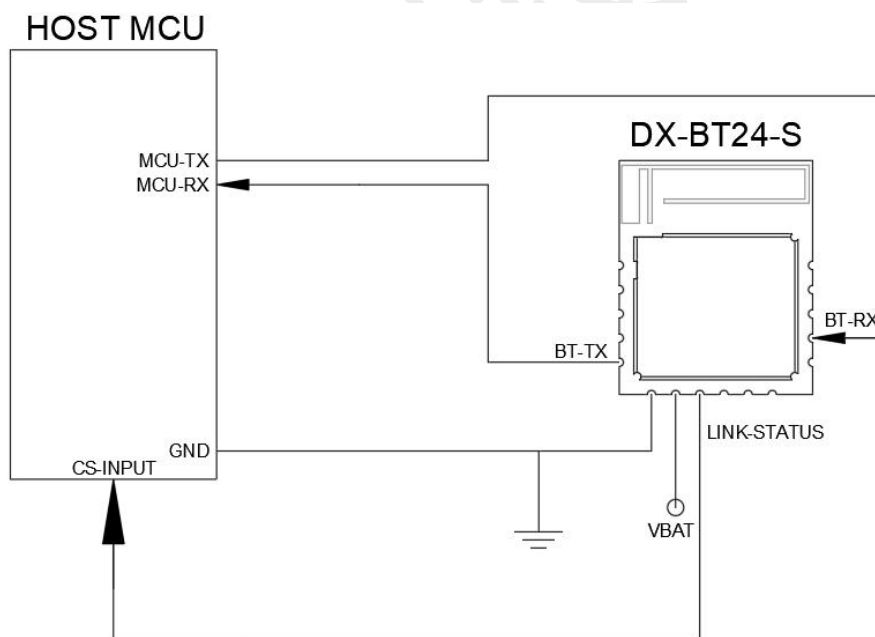 HOST MCU
DX-BT24-S
MCU-TX
MCU-RX
BT-RX
BT-TX
LINK-STATUS
GND
CS-INPUT
VBAT